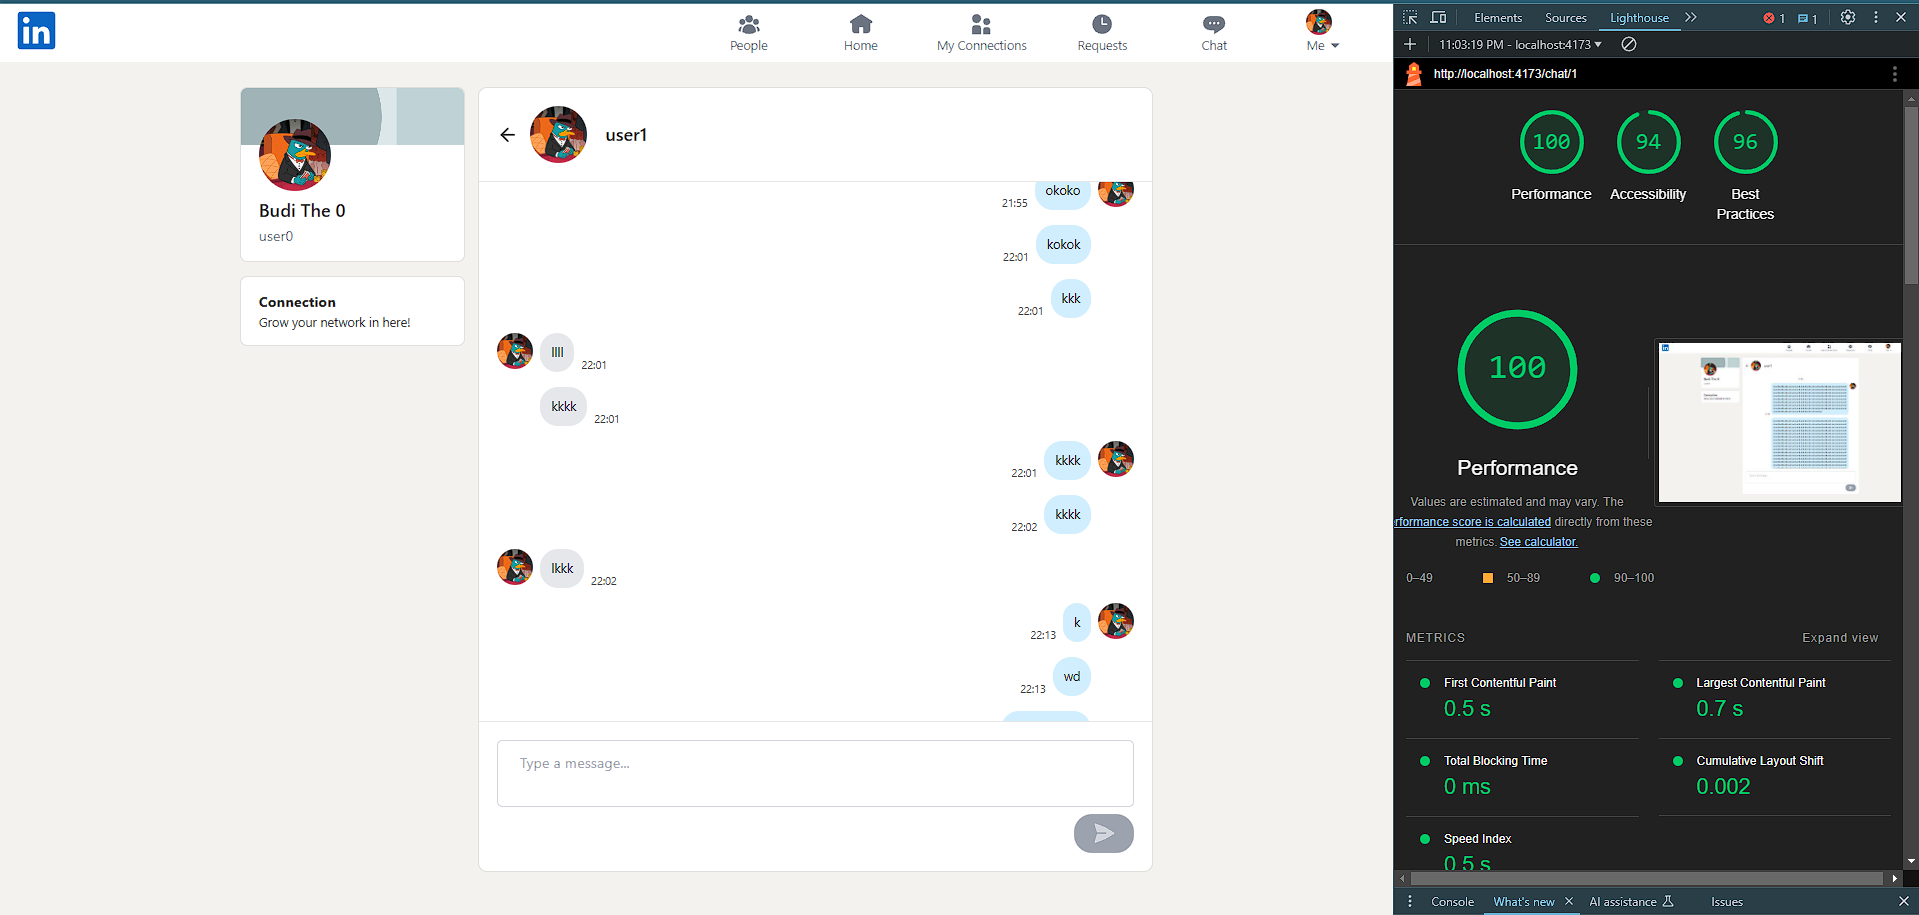 in
People
Home
My Connections
Requests
Chat
Me
Budi The 0
user0
Connection
Grow your network in here!
user1
okoko
21:55
kokok
22:01
kkk
22:01
llll
22:01
kkkk
22:01
kkkk
22:01
kkkk
22:02
lkkk
22:02
k
22:13
wd
22:13
Type a message...
Elements
Sources
Lighthouse
1
1
11:03:19 PM - localhost:4173
http://localhost:4173/chat/1
100
94
96
Performance
Accessibility
Best
Practices
100
Performance
Values are estimated and may vary. The
rformance score is calculated directly from these
metrics. See calculator.
0–49
50–89
90–100
METRICS
Expand view
First Contentful Paint
0.5 s
Largest Contentful Paint
0.7 s
Total Blocking Time
0 ms
Cumulative Layout Shift
0.002
Speed Index
0.5 s
Console
What's new
AI assistance
Issues